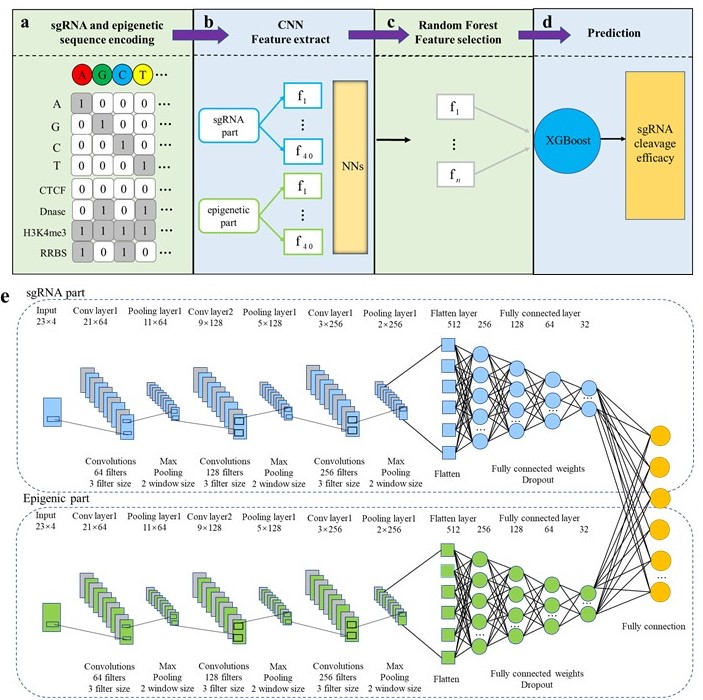 a
sgRNA and epigenetic
sequence encoding
b
CNN
Feature extract
c
Random Forest
Feature selection
d
Prediction
A G C T ...
A 1 0 0 0 ...
G 0 1 0 0 ...
C 0 0 1 0 ...
T 0 0 0 1 ...
CTCF 0 0 0 0 ...
Dnase 0 1 0 1 ...
H3K4me3 1 1 1 1 ...
RRBS 1 0 1 0 ...
sgRNA
part
f1
...
f40
epigenetic
part
f1
...
f40
NNs
f1
...
fn
XGBoost
sgRNA
cleavage
efficacy
e
sgRNA part
Input Conv layer1 Pooling layer1 Conv layer2 Pooling layer1 Conv layer1 Pooling layer1 Flatten layer Fully connected layer
23×4 21×64 11×64 9×128 5×128 3×256 2×256 512 256 128 64 32
...
Convolutions Max Convolutions Max Convolutions Max Flatten Fully connected weights
64 filters Pooling 128 filters Pooling 256 filters Pooling Dropout
3 filter size 2 window size 3 filter size 2 window size 3 filter size 2 window size
Epigenic part
Input Conv layer1 Pooling layer1 Conv layer2 Pooling layer1 Conv layer1 Pooling layer1 Flatten layer Fully connected layer
23×4 21×64 11×64 9×128 5×128 3×256 2×256 512 256 128 64 32
...
Fully connection
Convolutions Max Convolutions Max Convolutions Max Flatten Fully connected weights
64 filters Pooling 128 filters Pooling 256 filters Pooling Dropout
3 filter size 2 window size 3 filter size 2 window size 3 filter size 2 window size